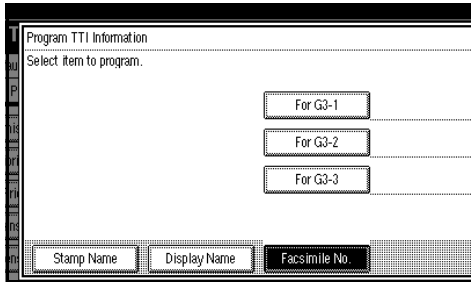 Program TTI Information
Select item to program.
For G3-1
For G3-2
For G3-3
Stamp Name
Display Name
Facsimile No.